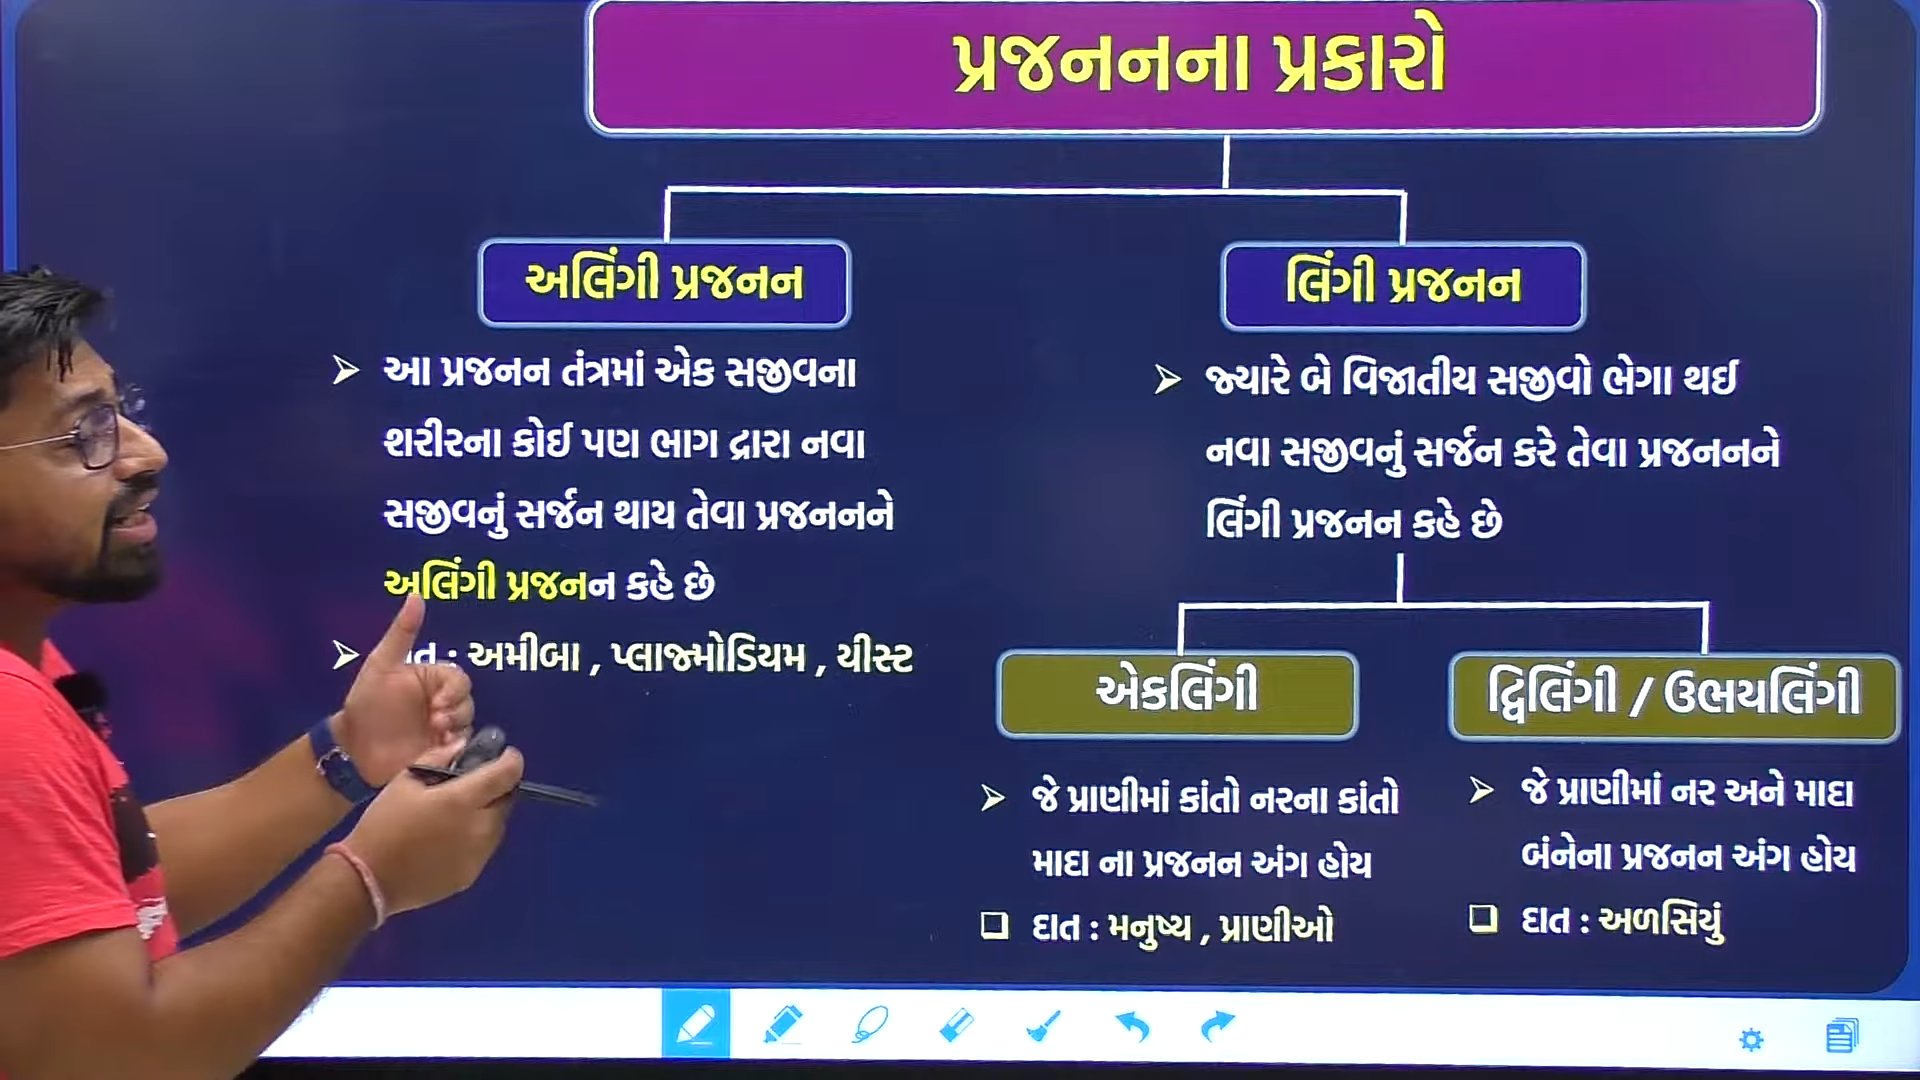 પ્રજનનના પ્રકારો
અલિંગી પ્રજનન
આ પ્રજનન તંત્રમાં એક સજીવના
શરીરના કોઈ પણ ભાગ દ્રારા નવા
સજીવનું સર્જન થાય તેવા પ્રજનનને
અલિંગી પ્રજનન કહે છે
: અમીબા , પ્લાઝ્મોડિયમ , યીસ્ટ
લિંગી પ્રજનન
જ્યારે બે વિજાતીય સજીવો ભેગા થઈ
નવા સજીવનું સર્જન કરે તેવા પ્રજનનને
લિંગી પ્રજનન કહે છે
એકલિંગી
જે પ્રાણીમાં કાંતો નરના કાંતો
માદા ના પ્રજનન અંગ હોય
દાત : મનુષ્ય , પ્રાણીઓ
દ્વિલિંગી / ઉભયલિંગી
જે પ્રાણીમાં નર અને માદા
બંનેના પ્રજનન અંગ હોય
દાત : અળસિયું